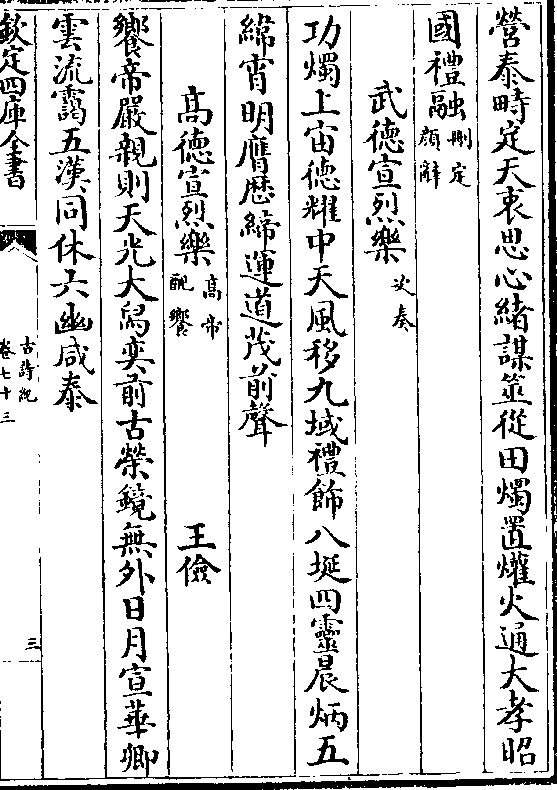 營泰畤定天衷思心緒謀筮從田燭置爟火通大孝昭
國禮融刪定顔辭
武德宣烈樂次奏
功燭上宙德耀中天風移九域禮飾八埏四靈晨炳五
緯宵明膺厯締運道茂前聲
高德宣烈樂高帝配饗 王儉
饗帝嚴親則天光大舄奕前古榮鏡無外日月宣華卿
雲流靄五漢同休六幽咸泰
欽定四庫全書
古詩紀
卷七十三
三